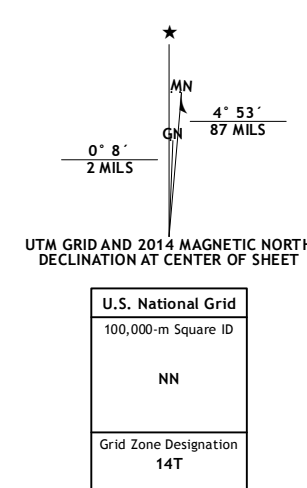 ★
MN
GN
4° 53´
87 MILS
0° 8´
2 MILS
UTM GRID AND 2014 MAGNETIC NORTH
DECLINATION AT CENTER OF SHEET
U.S. National Grid
100,000-m Square ID
NN
Grid Zone Designation
14T